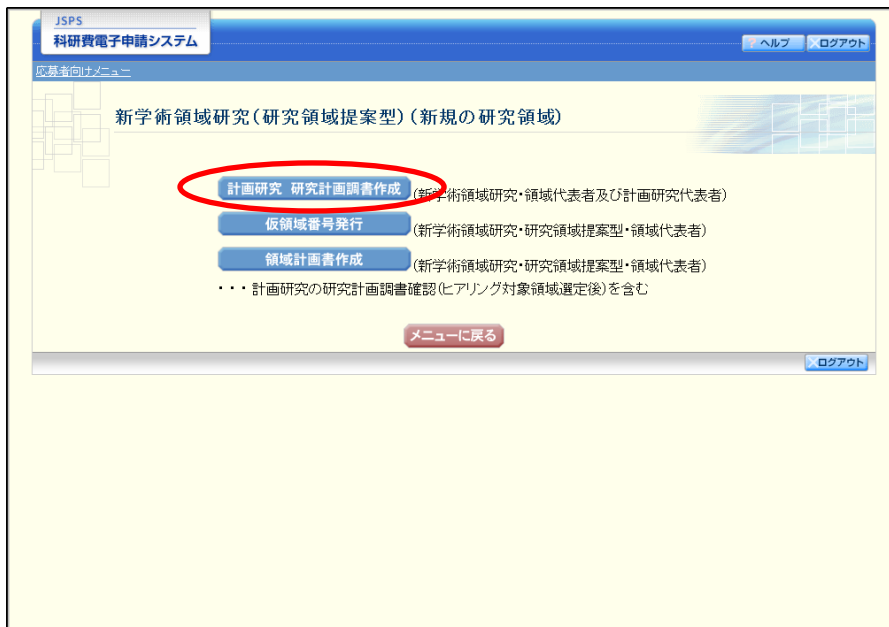 JSPS
科研費電子申請システム
? ヘルプ ×ログアウト
応募者向けメニュー
新学術領域研究(研究領域提案型)(新規の研究領域)
計画研究 研究計画調書作成 (新学術領域研究・領域代表者及び計画研究代表者)
仮領域番号発行 (新学術領域研究・研究領域提案型・領域代表者)
領域計画書作成 (新学術領域研究・研究領域提案型・領域代表者)
・・・計画研究の研究計画調書確認(ヒアリング対象領域選定後)を含む
メニューに戻る
×ログアウト